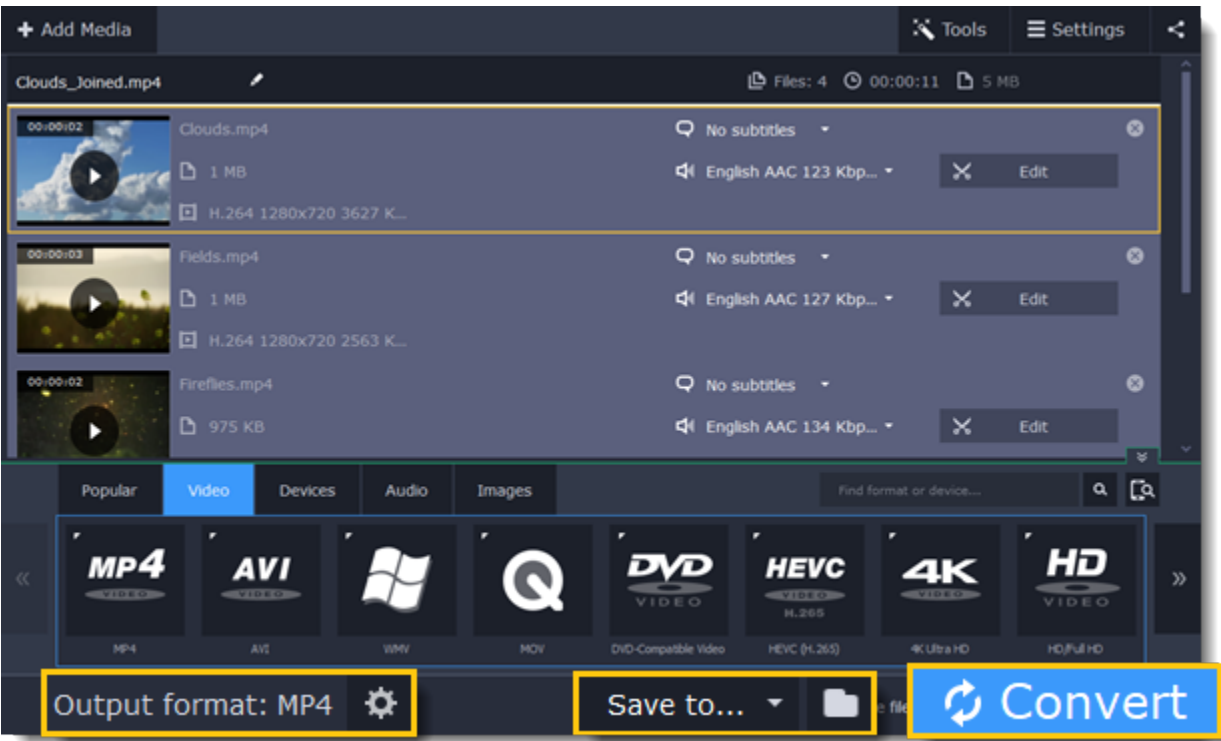 Add Media
Tools
Settings
Clouds_Joined.mp4
Files: 4
00:00:11
5 MB
00:00:02
Clouds.mp4
No subtitles
1 MB
English AAC 123 Kbp...
Edit
H.264 1280x720 3627 K...
00:00:03
Fields.mp4
No subtitles
1 MB
English AAC 127 Kbp...
Edit
H.264 1280x720 2563 K...
00:00:02
Fireflies.mp4
No subtitles
975 KB
English AAC 134 Kbp...
Edit
Popular
Video
Devices
Audio
Images
Find format or device...
MP4
VIDEO
AVI
VIDEO
DVD
VIDEO
HEVC
VIDEO
H.265
4K
VIDEO
HD
VIDEO
MP4
AVI
WMV
MOV
DVD-Compatible Video
HEVC (H.265)
4K Ultra HD
HD/Full HD
Output format: MP4
Save to...
Convert